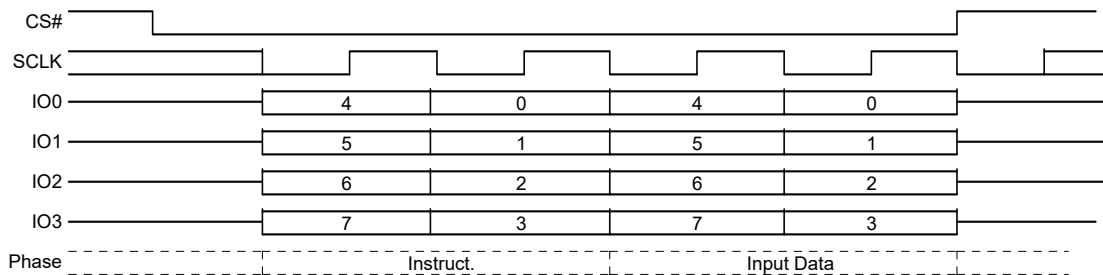 CS#
SCLK
IO0 4 0 4 0
IO1 5 1 5 1
IO2 6 2 6 2
IO3 7 3 7 3
Phase Instruct. Input Data